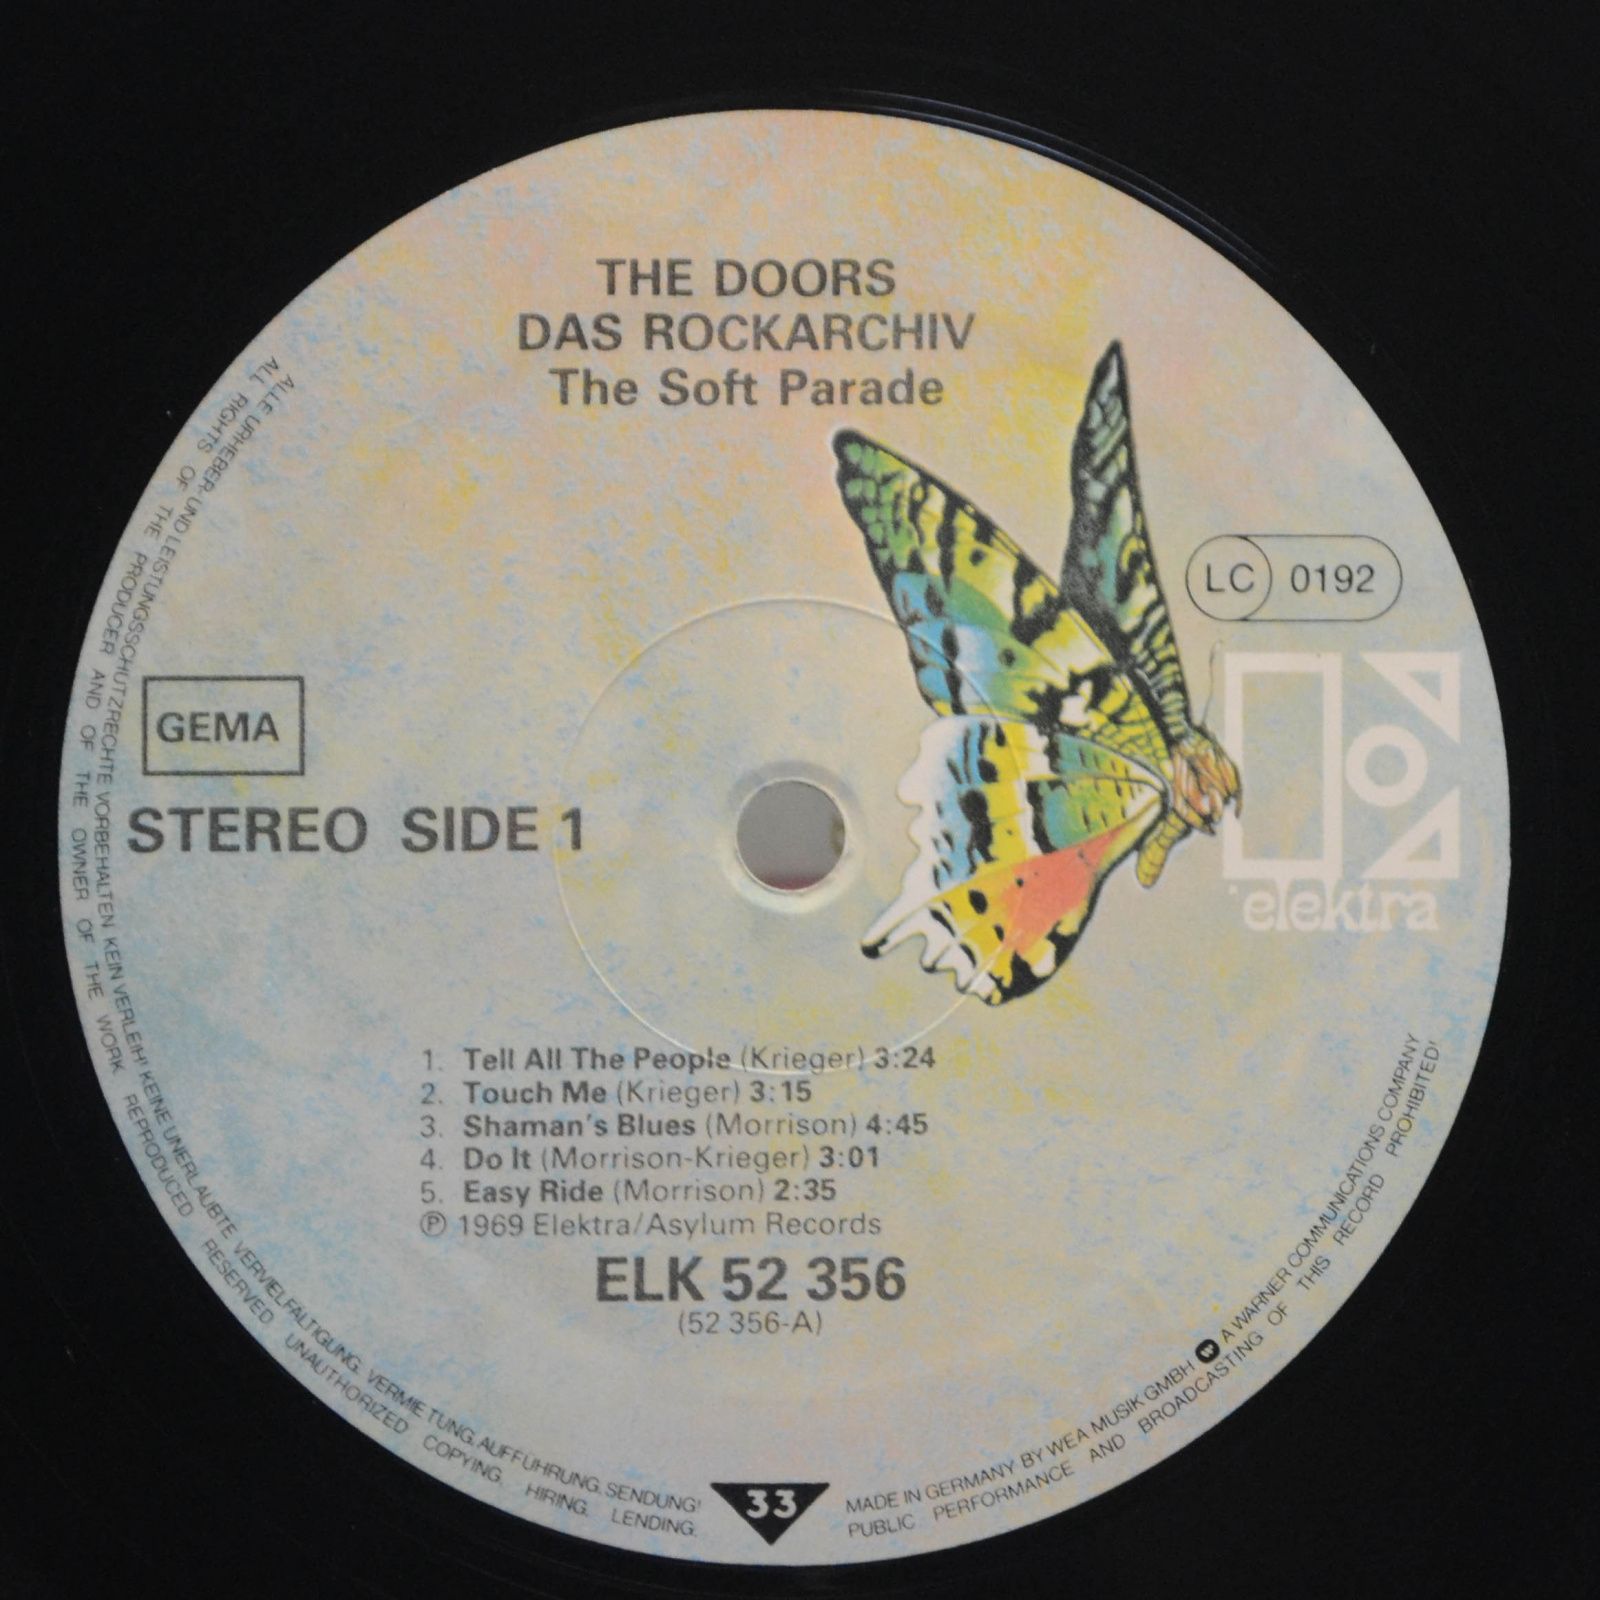 THE DOORS
DAS ROCKARCHIV
The Soft Parade
LC 0192
GEMA
STEREO SIDE 1
elektra
1. Tell All The People (Krieger) 3:24
2. Touch Me (Krieger) 3:15
3. Shaman's Blues (Morrison) 4:45
4. Do It (Morrison-Krieger) 3:01
5. Easy Ride (Morrison) 2:35
℗ 1969 Elektra/Asylum Records
ELK 52 356
(52 356-A)
33
ALLE URHEBER-UND LEISTUNGSSCHUTZRECHTE VORBEHALTEN KEIN VERLEIH! KEINE UNERLAUBTE VERVIELFÄLTIGUNG. VERMIETUNG. AUFFÜHRUNG. SENDUNG!
ALL RIGHTS OF THE PRODUCER AND OF THE OWNER OF THE WORK REPRODUCED RESERVED UNAUTHORIZED COPYING. HIRING. LENDING.
MADE IN GERMANY BY WEA MUSIK GMBH W A WARNER COMMUNICATIONS COMPANY
PUBLIC PERFORMANCE AND BROADCASTING OF THIS RECORD PROHIBITED!